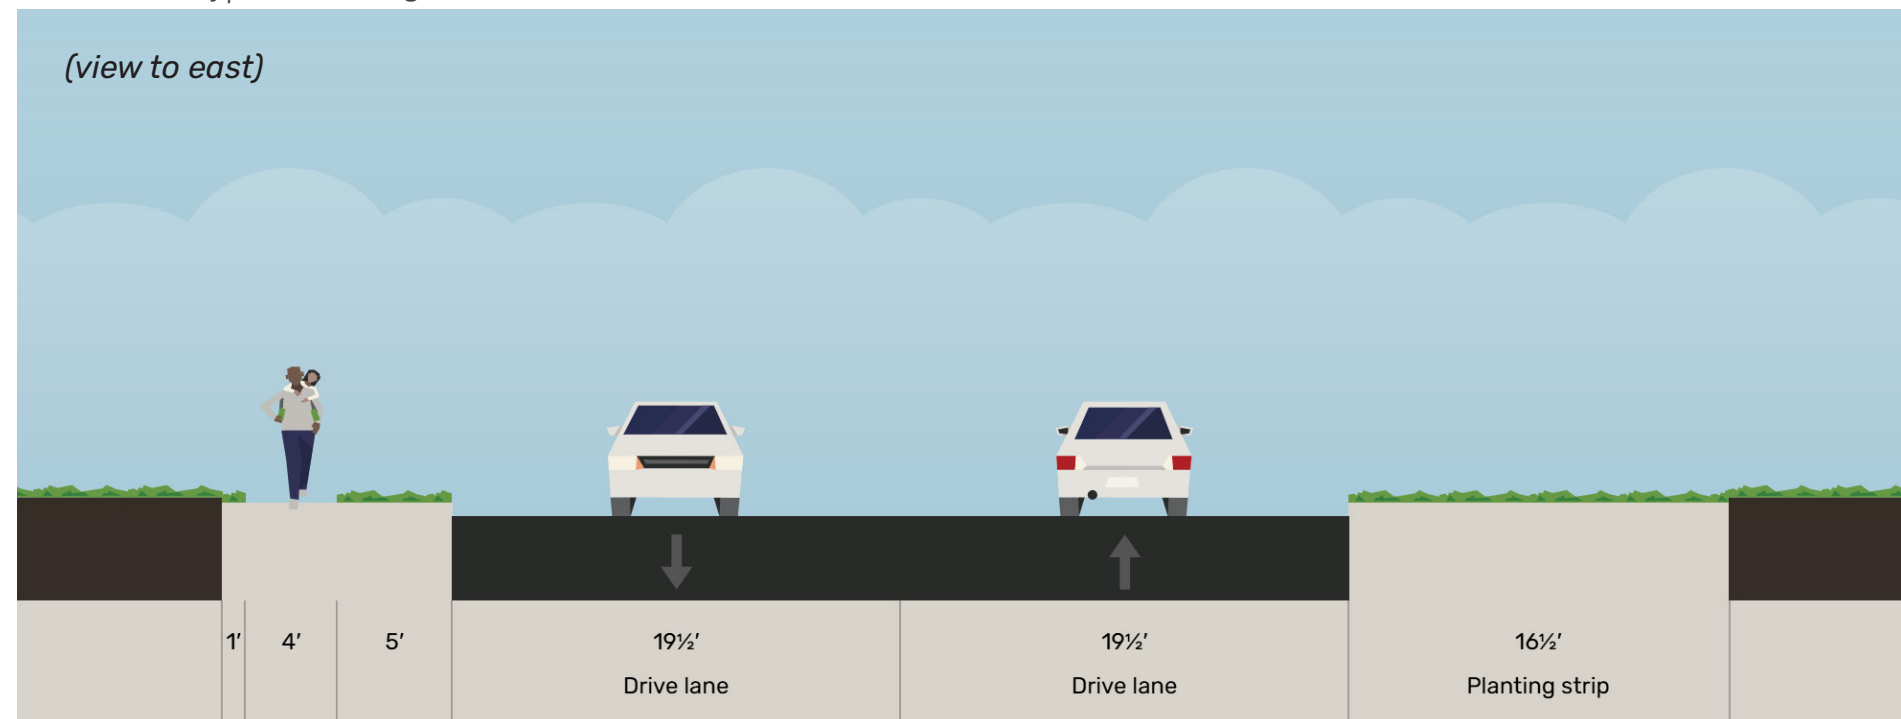 (view to east)
1′ 4′ 5′ 19½′ 19½′ 16½′
Drive lane Drive lane Planting strip